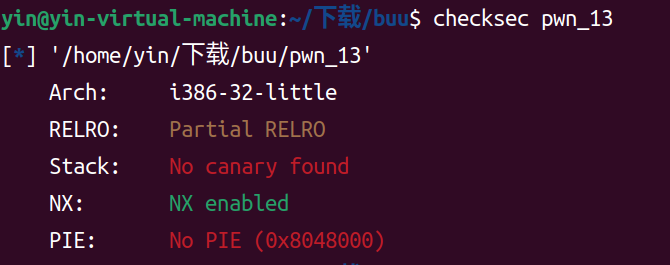 yin@yin-virtual-machine:~/下载/buu$ checksec pwn_13
[*] '/home/yin/下载/buu/pwn_13'
    Arch:     i386-32-little
    RELRO:    Partial RELRO
    Stack:    No canary found
    NX:       NX enabled
    PIE:      No PIE (0x8048000)